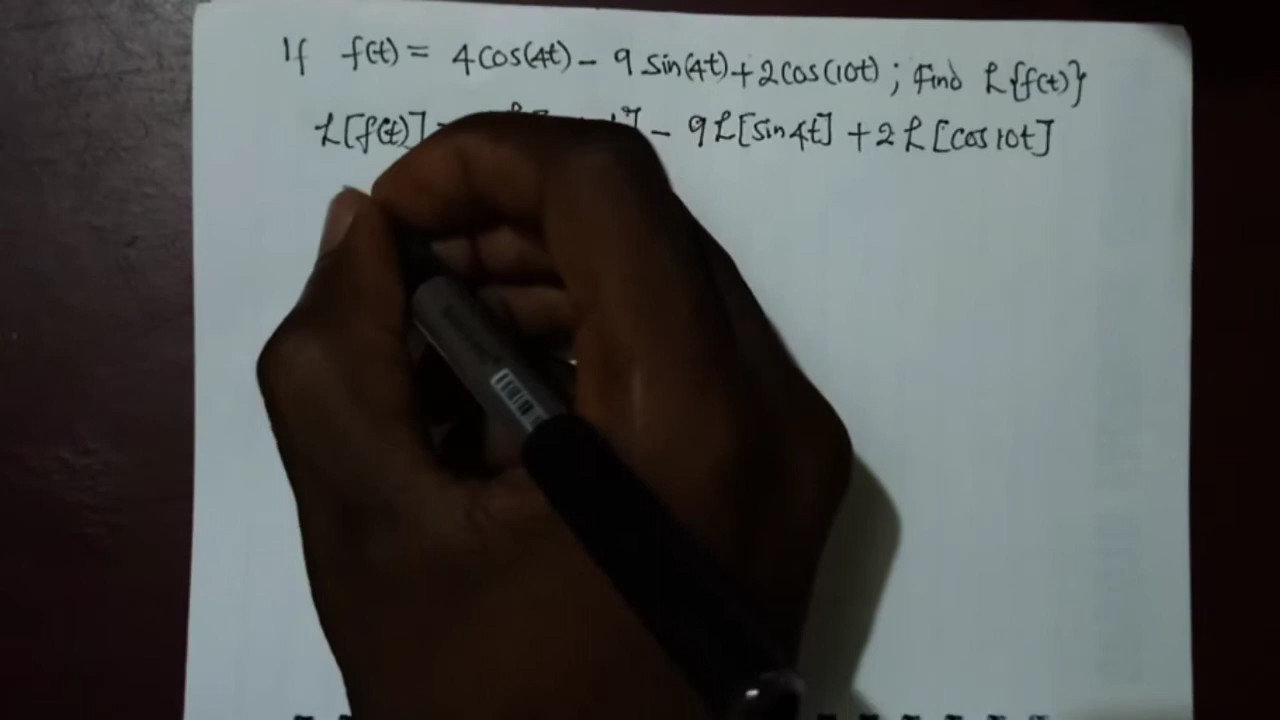 If f(t) = 4cos(4t) - 9 sin(4t) + 2cos(10t) ; Find ℒ{f(t)}
ℒ[f(t)] - 9ℒ[sin4t] + 2ℒ[cos10t]